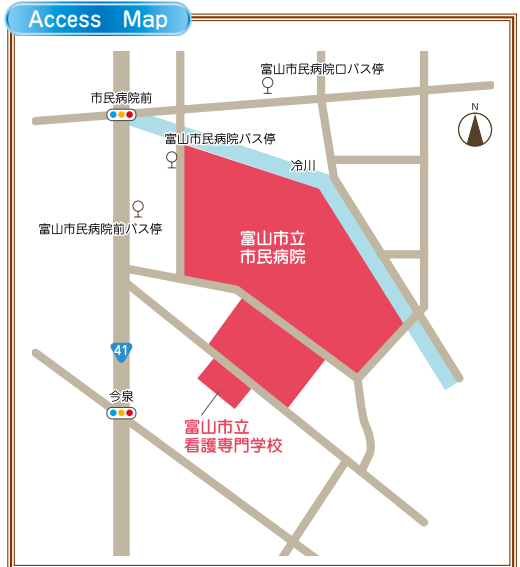 Access Map
富山市民病院口バス停
市民病院前
N
富山市民病院バス停
冷川
富山市民病院前バス停
富山市立
市民病院
41
今泉
富山市立
看護専門学校